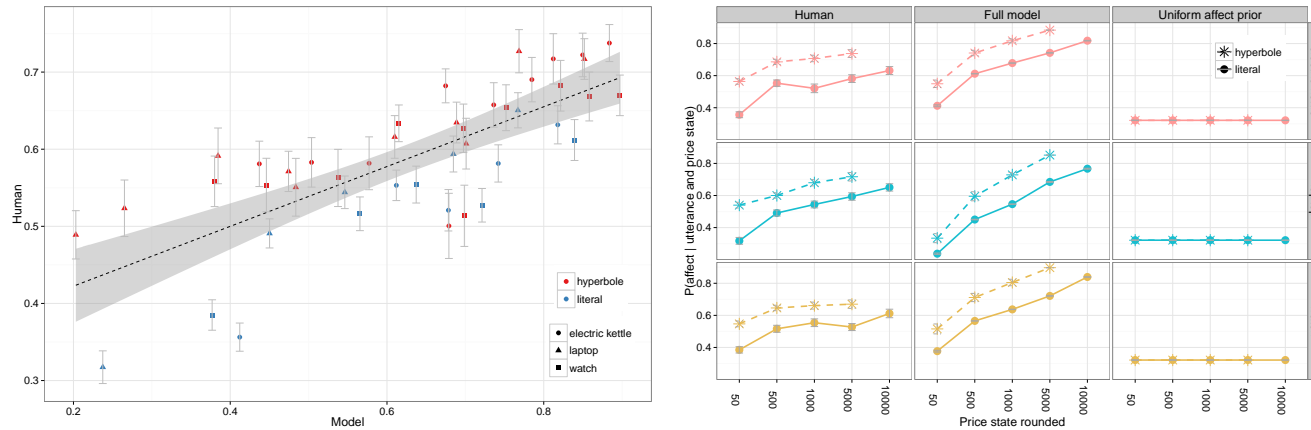 0.7
0.6
0.5
0.4
0.3
Human
0.2
0.4
0.6
0.8
Model
hyperbole
literal
electric kettle
laptop
watch
Human
Full model
Uniform affect prior
hyperbole
literal
0.8
0.6
0.4
0.8
0.6
0.4
0.8
0.6
0.4
P(affect | utterance and price state)
50
500
1000
5000
10000
50
500
1000
5000
10000
50
500
1000
5000
10000
Price state rounded